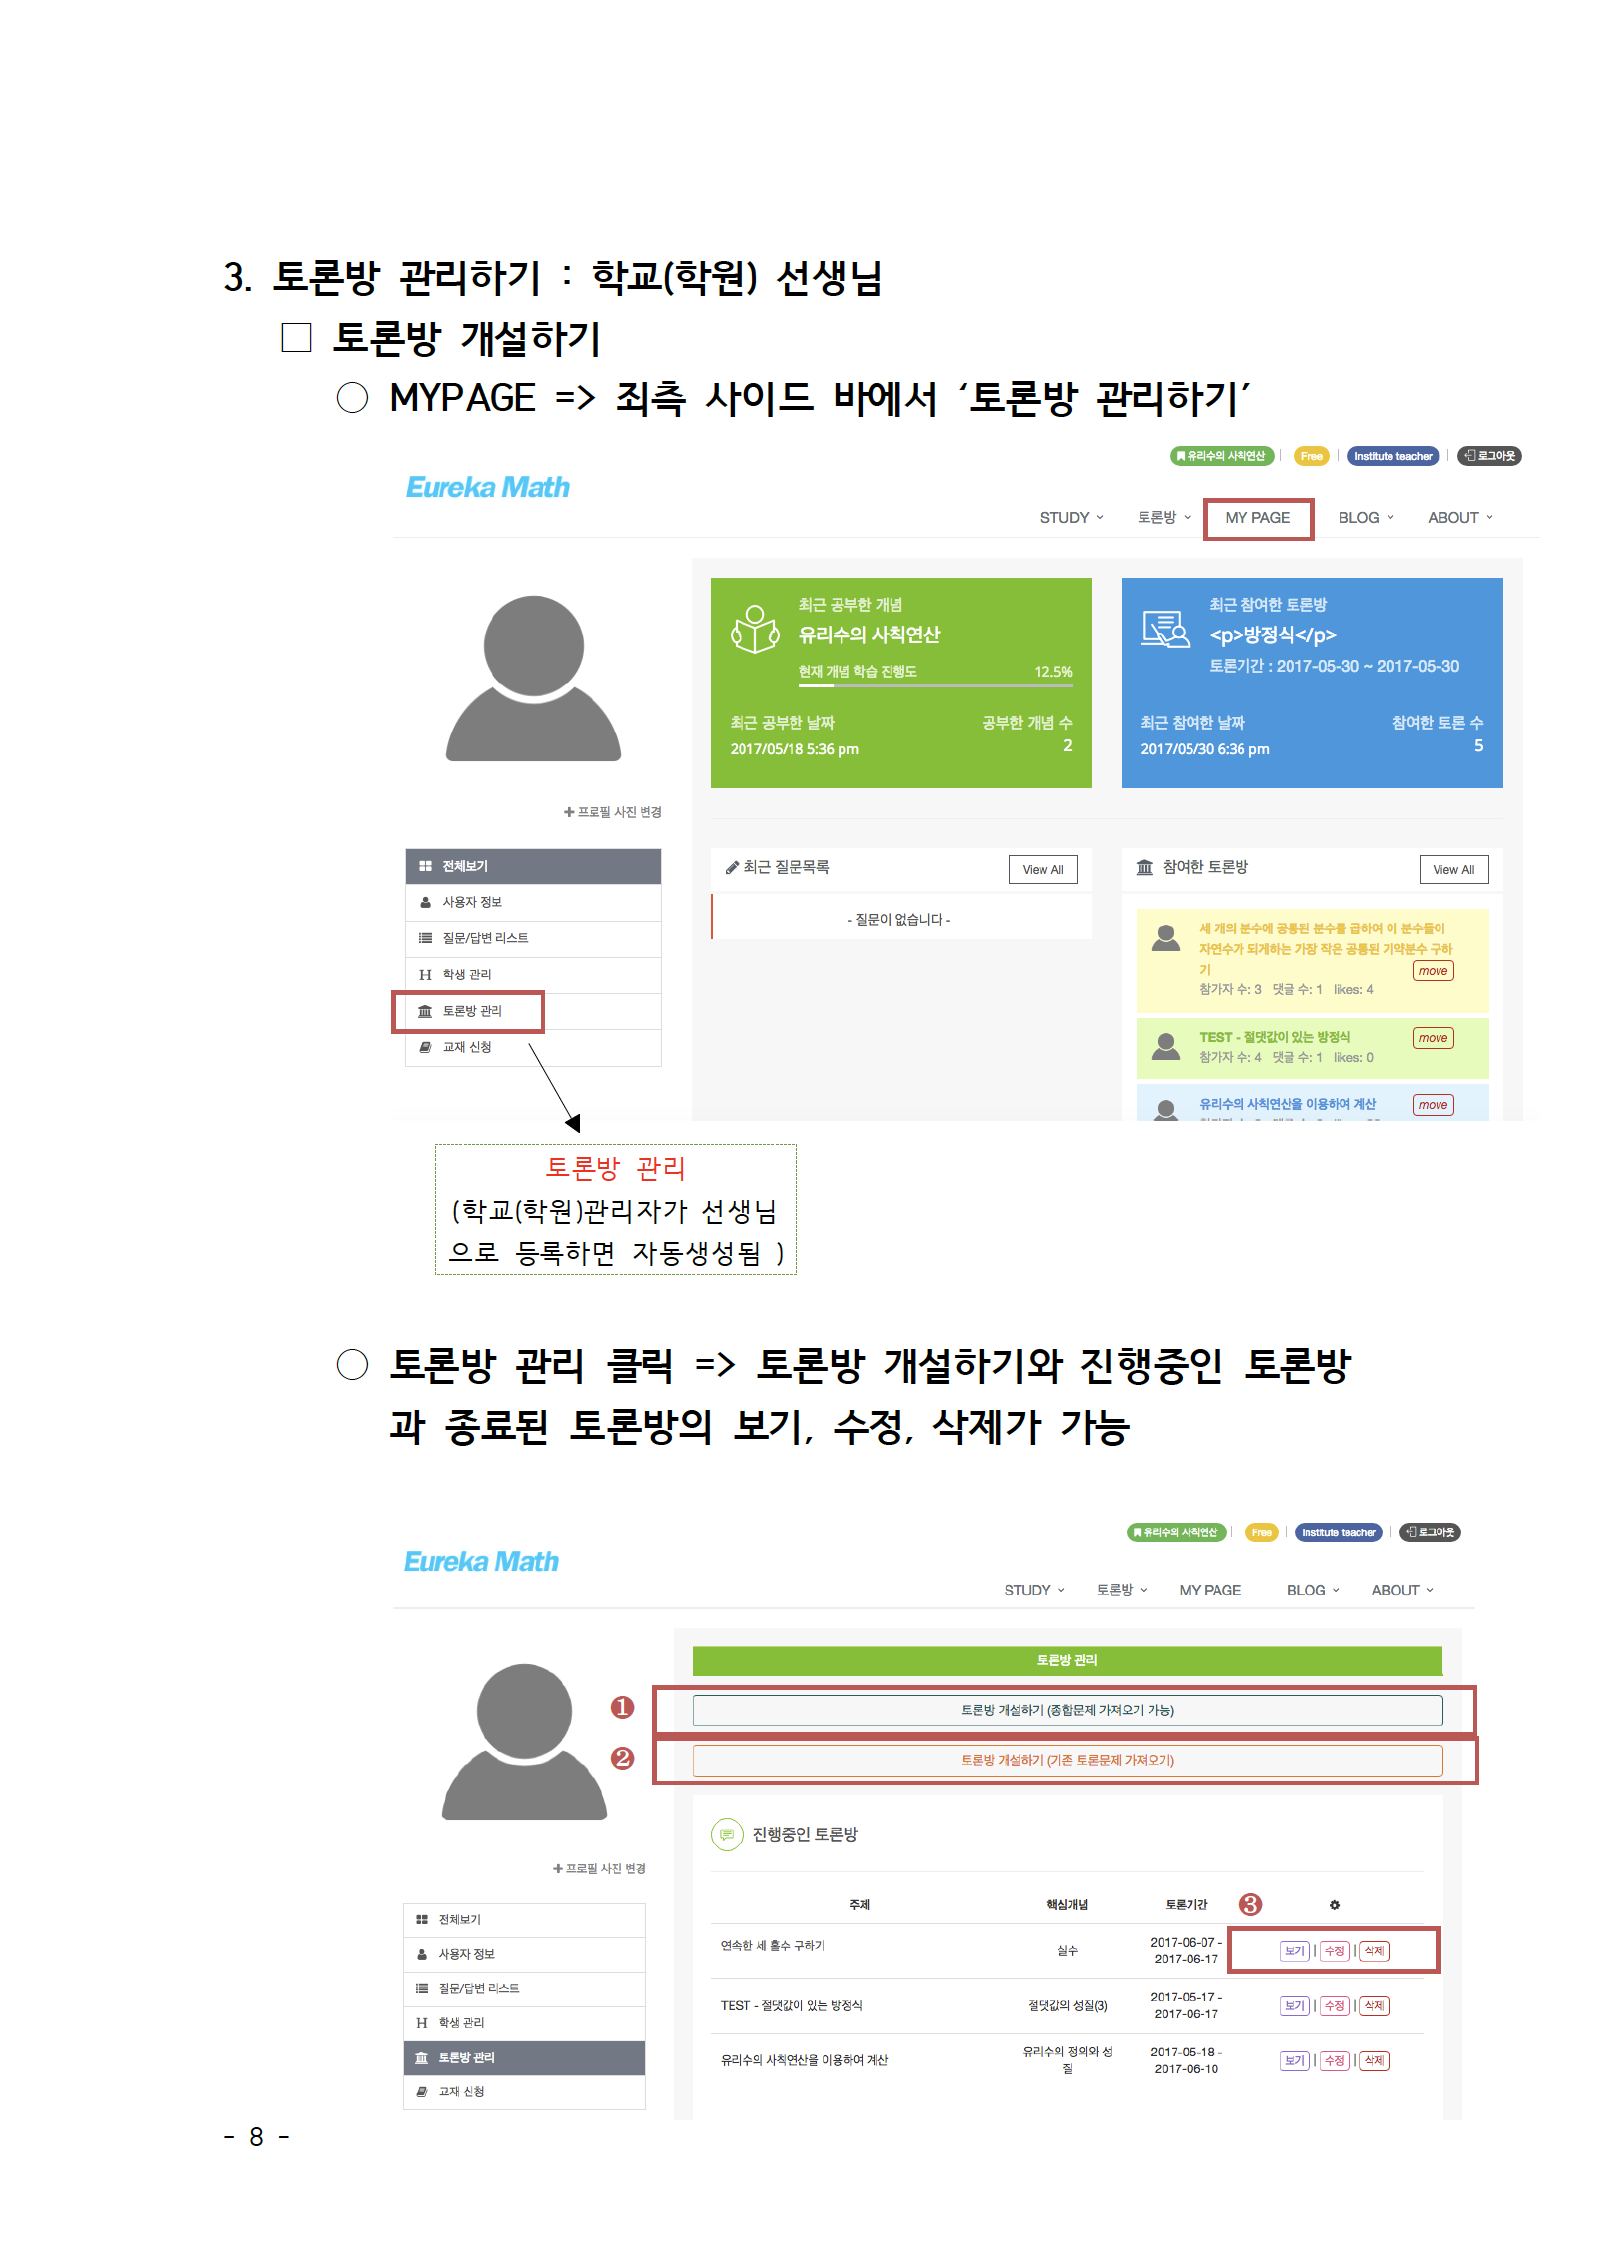 3. 토론방 관리하기 : 학교(학원) 선생님
□ 토론방 개설하기
○ MYPAGE => 죄측 사이드 바에서 ‘토론방 관리하기’
유리수의 사칙연산 | Free | Institute teacher | 로그아웃
Eureka Math
STUDY 토론방 MY PAGE BLOG ABOUT
최근 공부한 개념
유리수의 사칙연산
현재 개념 학습 진행도 12.5%
최근 공부한 날짜 공부한 개념 수
2017/05/18 5:36 pm 2
최근 참여한 토론방
<p>방정식</p>
토론기간 : 2017-05-30 ~ 2017-05-30
최근 참여한 날짜 참여한 토론 수
2017/05/30 6:36 pm 5
프로필 사진 변경
전체보기
사용자 정보
질문/답변 리스트
학생 관리
토론방 관리
교재 신청
최근 질문목록 View All
- 질문이 없습니다 -
참여한 토론방 View All
세 개의 분수에 공통된 분수를 곱하여 이 분수들이
자연수가 되게하는 가장 작은 공통된 기약분수 구하
기 move
참가자 수: 3 댓글 수: 1 likes: 4
TEST - 절댓값이 있는 방정식 move
참가자 수: 4 댓글 수: 1 likes: 0
유리수의 사칙연산을 이용하여 계산 move
토론방 관리
(학교(학원)관리자가 선생님
으로 등록하면 자동생성됨 )
○ 토론방 관리 클릭 => 토론방 개설하기와 진행중인 토론방
과 종료된 토론방의 보기, 수정, 삭제가 가능
유리수의 사칙연산 | Free | Institute teacher | 로그아웃
Eureka Math
STUDY 토론방 MY PAGE BLOG ABOUT
토론방 관리
❶ 토론방 개설하기 (종합문제 가져오기 가능)
❷ 토론방 개설하기 (기존 토론문제 가져오기)
프로필 사진 변경
전체보기
사용자 정보
질문/답변 리스트
학생 관리
토론방 관리
교재 신청
진행중인 토론방
주제 핵심개념 토론기간 ❸
연속한 세 홀수 구하기 실수 2017-06-07 -
2017-06-17 보기 | 수정 | 삭제
TEST - 절댓값이 있는 방정식 절댓값의 성질(3) 2017-05-17 -
2017-06-17 보기 | 수정 | 삭제
유리수의 사칙연산을 이용하여 계산 유리수의 정의와 성
질 2017-05-18 -
2017-06-10 보기 | 수정 | 삭제
- 8 -